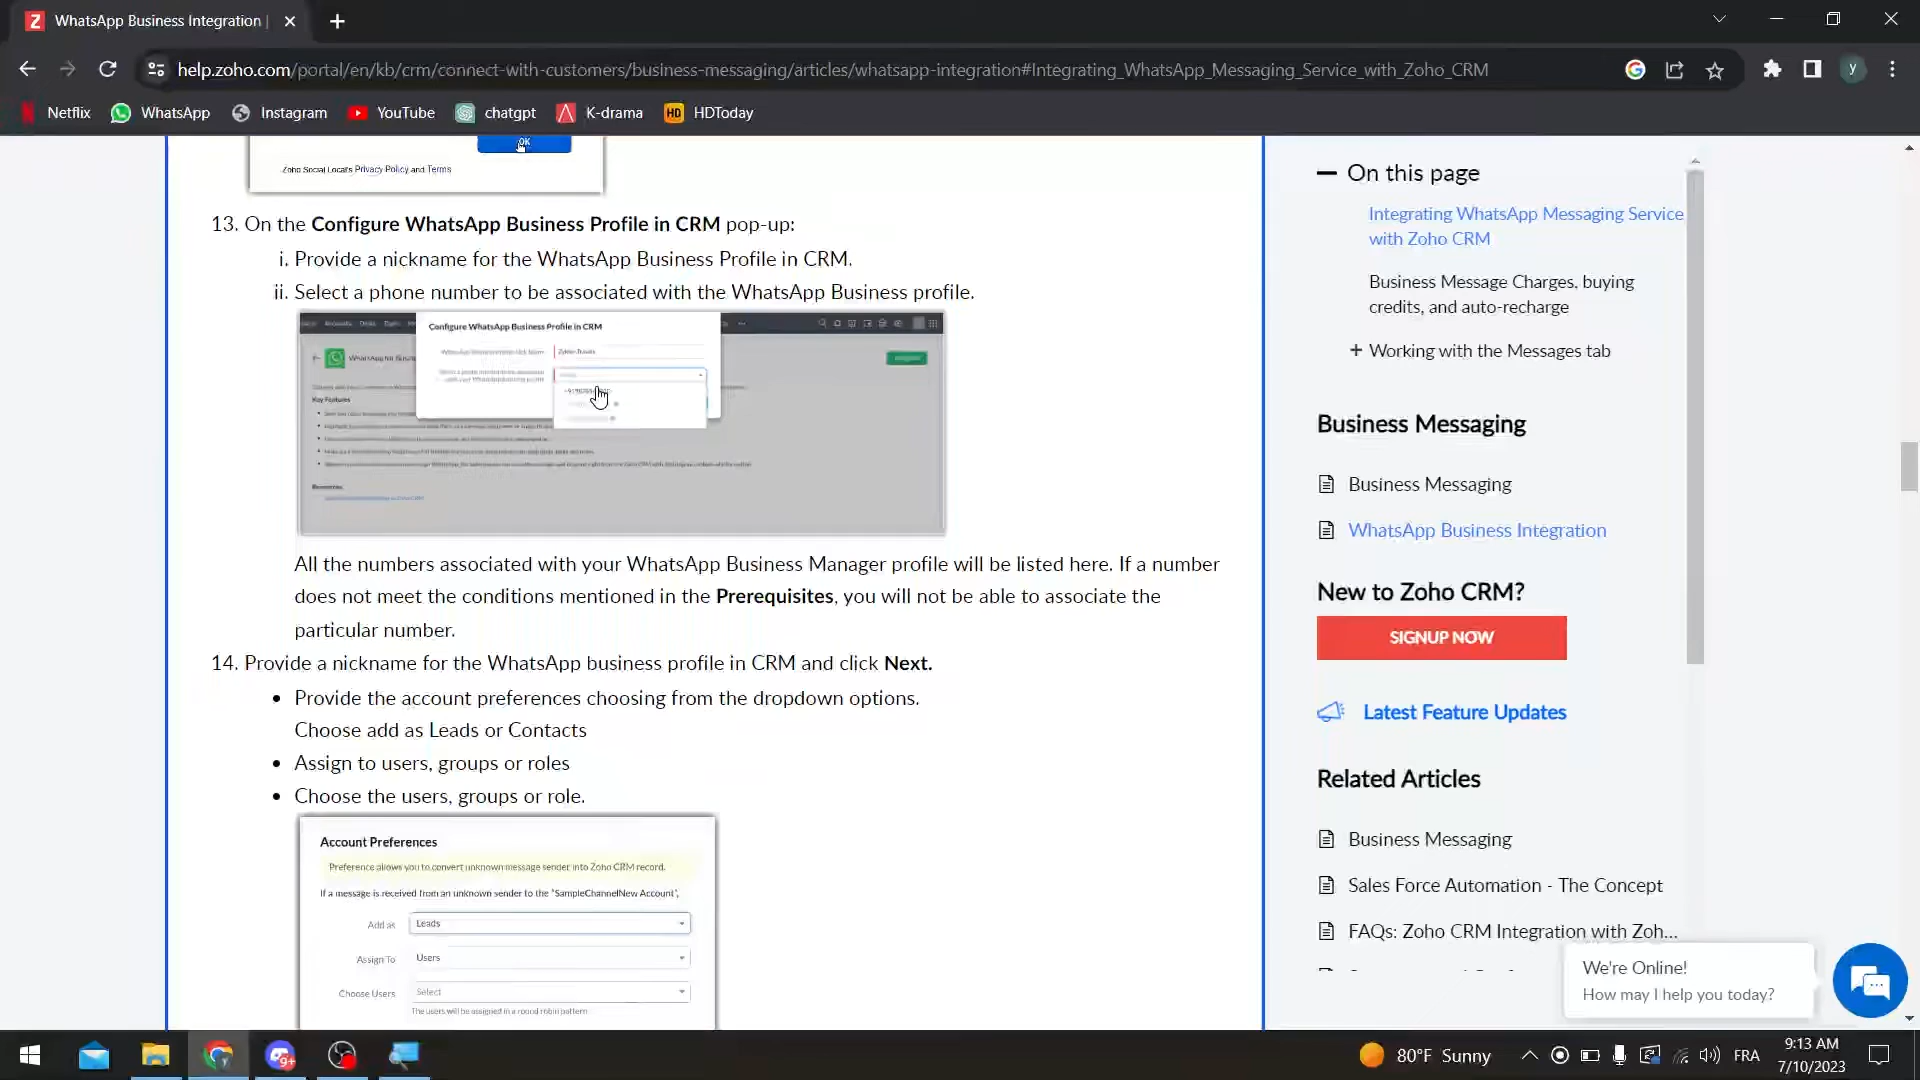 WhatsApp Business Integration |
help.zoho.com/portal/en/kb/crm/connect-with-customers/business-messaging/articles/whatsapp-integration#Integrating_WhatsApp_Messaging_Service_with_Zoho_CRM
y
Netflix
WhatsApp
Instagram
YouTube
chatgpt
K-drama
HD
HDToday
OK
Zoho Social Local's Privacy Policy and Terms
13. On the Configure WhatsApp Business Profile in CRM pop-up:
i. Provide a nickname for the WhatsApp Business Profile in CRM.
ii. Select a phone number to be associated with the WhatsApp Business profile.
Configure WhatsApp Business Profile in CRM
Key Features
Resources
All the numbers associated with your WhatsApp Business Manager profile will be listed here. If a number
does not meet the conditions mentioned in the Prerequisites, you will not be able to associate the
particular number.
14. Provide a nickname for the WhatsApp business profile in CRM and click Next.
• Provide the account preferences choosing from the dropdown options.
Choose add as Leads or Contacts
• Assign to users, groups or roles
• Choose the users, groups or role.
Account Preferences
Preference allows you to convert unknown message sender into Zoho CRM record.
If a message is received from an unknown sender to the "SampleChannelNew Account",
Add as Leads
Assign To Users
Choose Users Select
The users will be assigned in a round robin pattern
On this page
Integrating WhatsApp Messaging Service
with Zoho CRM
Business Message Charges, buying
credits, and auto-recharge
+ Working with the Messages tab
Business Messaging
Business Messaging
WhatsApp Business Integration
New to Zoho CRM?
SIGNUP NOW
Latest Feature Updates
Related Articles
Business Messaging
Sales Force Automation - The Concept
FAQs: Zoho CRM Integration with Zoh...
We're Online!
How may I help you today?
9+
80°F Sunny
FRA
9:13 AM
7/10/2023